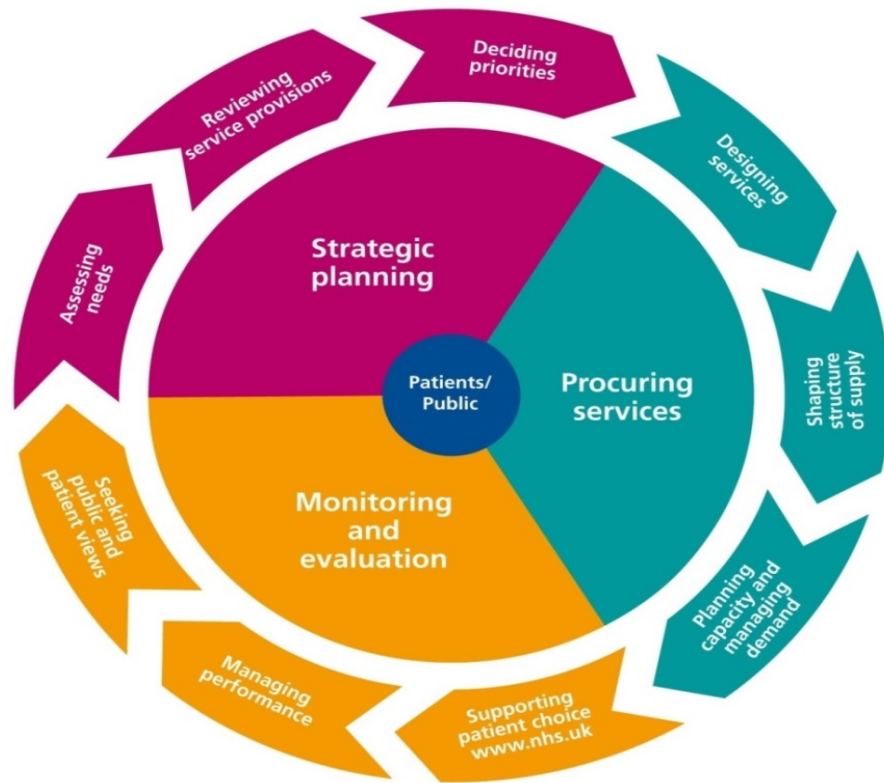 Deciding
priorities
Designing
services
Shaping
structure
of supply
Planning
capacity and
managing
demand
Supporting
patient choice
www.nhs.uk
Managing
performance
Seeking
public and
patient views
Assessing
needs
Reviewing
service provisions
Strategic
planning
Procuring
services
Monitoring
and
evaluation
Patients/
Public